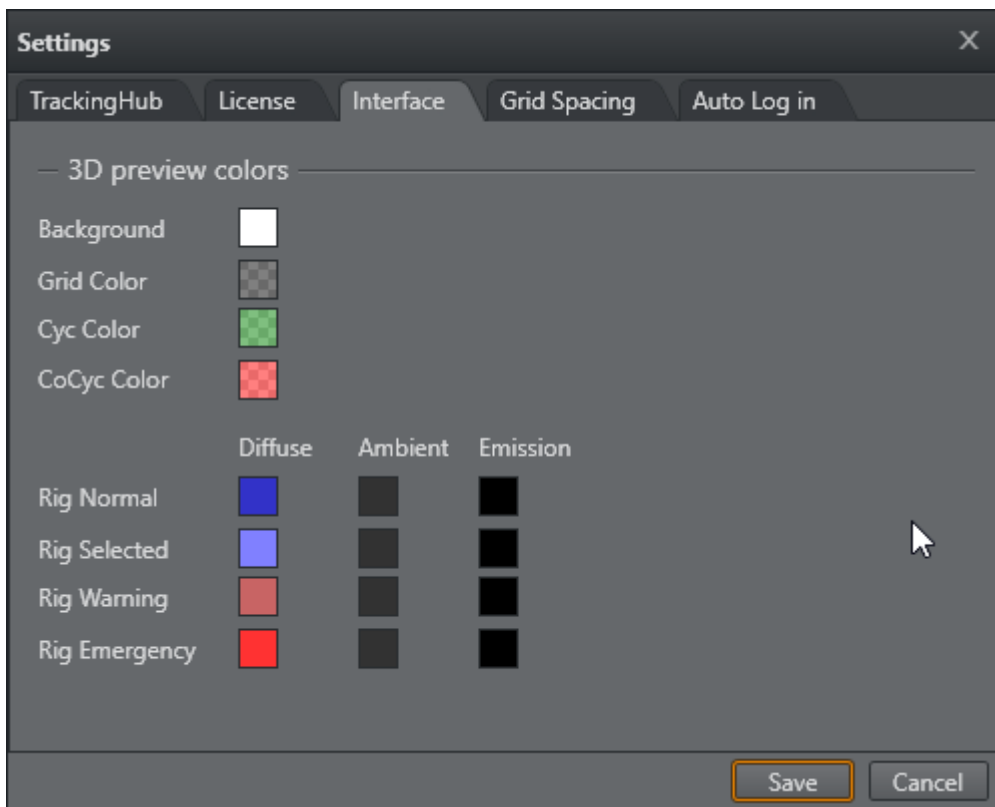 Settings
TrackingHub License Interface Grid Spacing Auto Log in
3D preview colors
Background
Grid Color
Cyc Color
CoCyc Color
Diffuse Ambient Emission
Rig Normal
Rig Selected
Rig Warning
Rig Emergency
Save Cancel